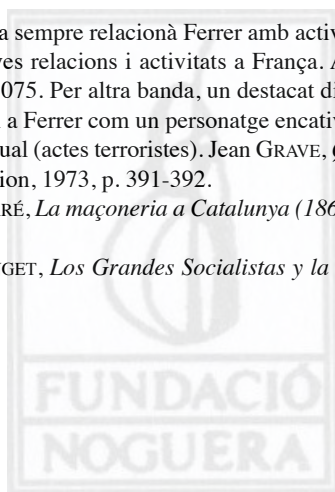 a sempre relacionà Ferrer amb activ
ves relacions i activitats a França. A
075. Per altra banda, un destacat di
a Ferrer com un personatge encativ
ual (actes terroristes). Jean GRAVE,
ion, 1973, p. 391-392.
RÉ, La maçoneria a Catalunya (186
GET, Los Grandes Socialistas y la
FUNDACIÓ
NOGUERA